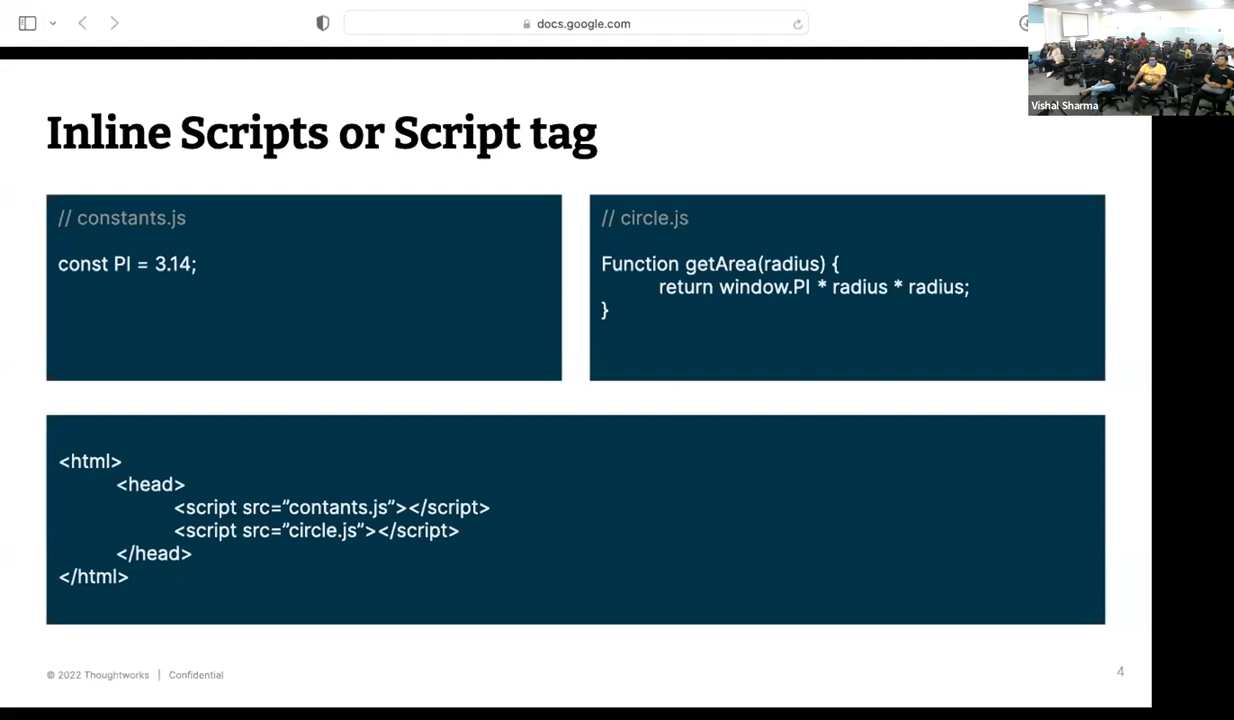 docs.google.com
Vishal Sharma
Inline Scripts or Script tag
// constants.js
const PI = 3.14;
// circle.js
Function getArea(radius) {
return window.PI * radius * radius;
}
<html>
<head>
<script src=”contants.js”></script>
<script src=”circle.js”></script>
</head>
</html>
© 2022 Thoughtworks | Confidential
4